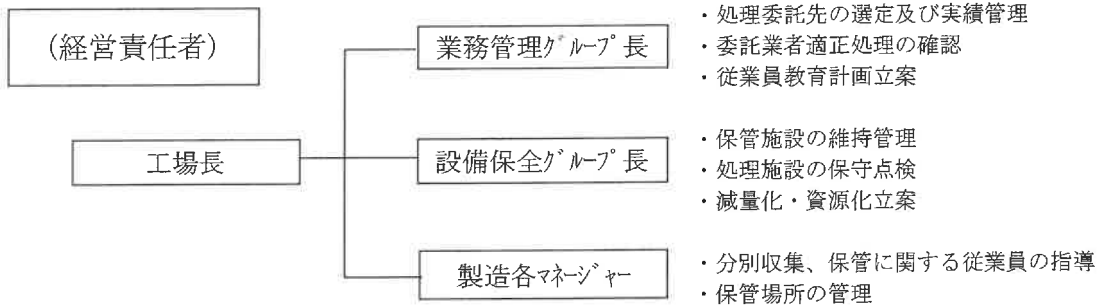 (経営責任者)
工場長
業務管理ｸﾞﾙｰﾌﾟ長
・処理委託先の選定及び実績管理
・委託業者適正処理の確認
・従業員教育計画立案
設備保全ｸﾞﾙｰﾌﾟ長
・保管施設の維持管理
・処理施設の保守点検
・減量化・資源化立案
製造各ﾏﾈｰｼﾞｬｰ
・分別収集、保管に関する従業員の指導
・保管場所の管理